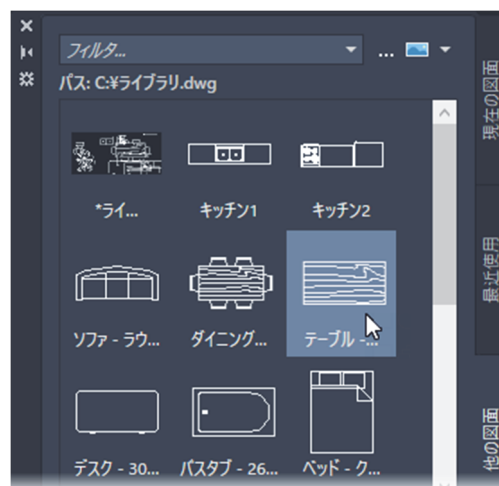 フィルタ...
...
パス: C:¥ライブラリ.dwg
*ライ...
キッチン1
キッチン2
ソファ - ラウ...
ダイニング...
テーブル -...
デスク - 30...
バスタブ - 26...
ベッド - ク...
現在の図面
最近使用
他の図面